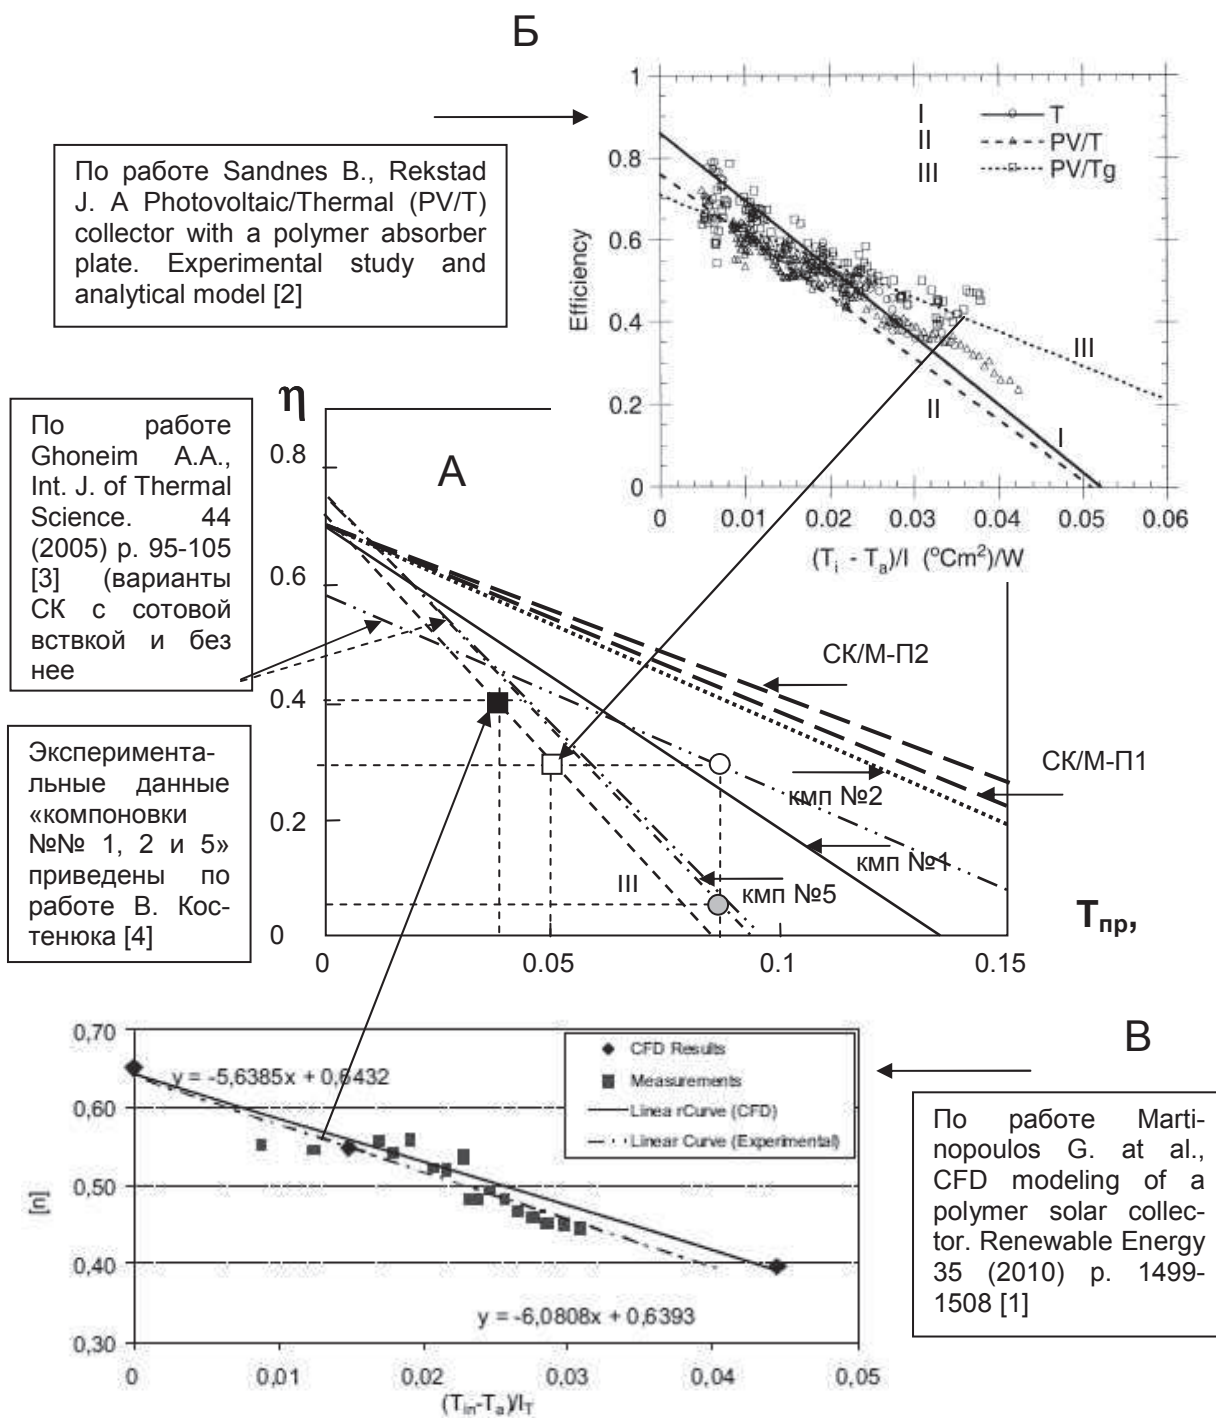 Б
По работе Sandnes B., Rekstad
J. A Photovoltaic/Thermal (PV/T)
collector with a polymer absorber
plate. Experimental study and
analytical model [2]
1
0.8
0.6
0.4
0.2
0
Efficiency
I
II
III
T
PV/T
PV/Tg
III
II
I
0
0.01
0.02
0.03
0.04
0.05
0.06
(Ti - Ta)/I (°Cm²)/W
По работе
Ghoneim A.A.,
Int. J. of Thermal
Science. 44
(2005) p. 95-105
[3] (варианты
СК с сотовой
вствкой и без
нее
Эксперимента-
льные данные
«компоновки
№№ 1, 2 и 5»
приведены по
работе В. Кос-
тенюка [4]
η
А
0.8
0.6
0.4
0.2
0
СК/М-П2
СК/М-П1
кмп №2
кмп №1
кмп №5
III
Тпр,
0
0.05
0.1
0.15
В
0,70
0,60
0,50
0,40
0,30
[n]
y = -5,6385x + 0,6432
CFD Results
Measurements
Linea rCurve (CFD)
Linear Curve (Experimental)
y = -6,0808x + 0,6393
0
0,01
0,02
0,03
0,04
0,05
(Tin-Ta)/IT
По работе Marti-
nopoulos G. at al.,
CFD modeling of a
polymer solar collec-
tor. Renewable Energy
35 (2010) p. 1499-
1508 [1]